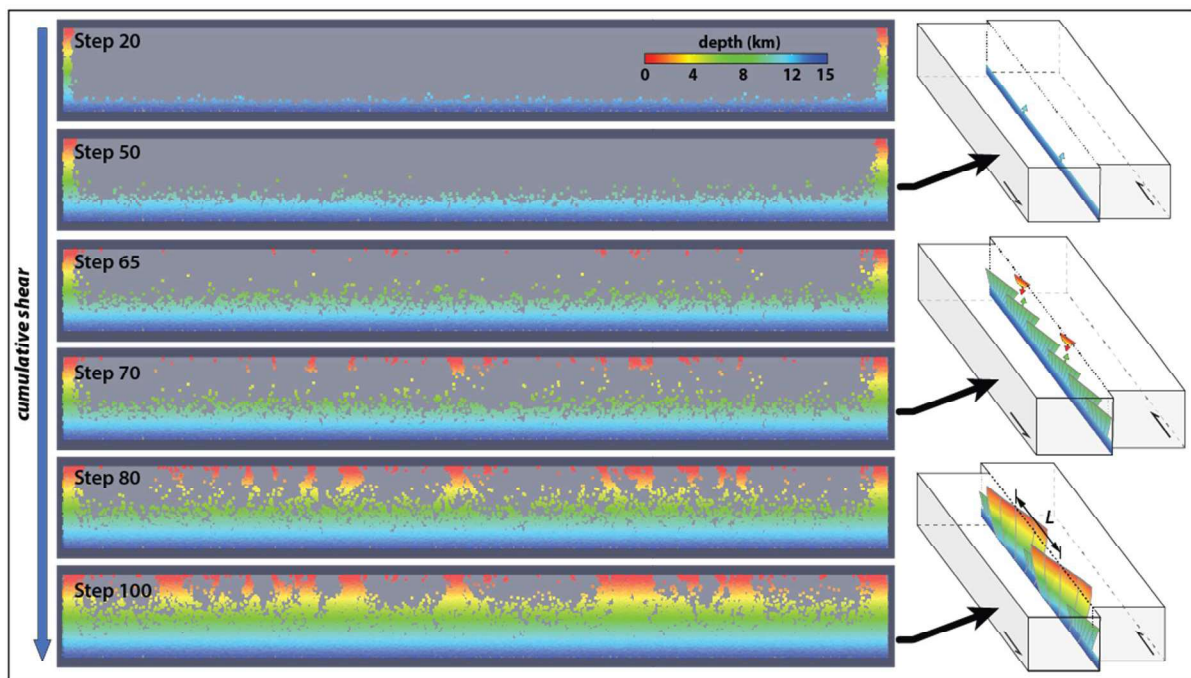 Step 20
depth (km)
0 4 8 12 15
Step 50
Step 65
Step 70
Step 80
Step 100
cumulative shear
L